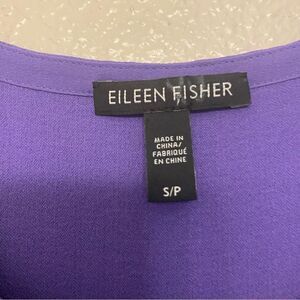 EILEEN FISHER
MADE IN
CHINA/
FABRIQUÉ
EN CHINE
S/P